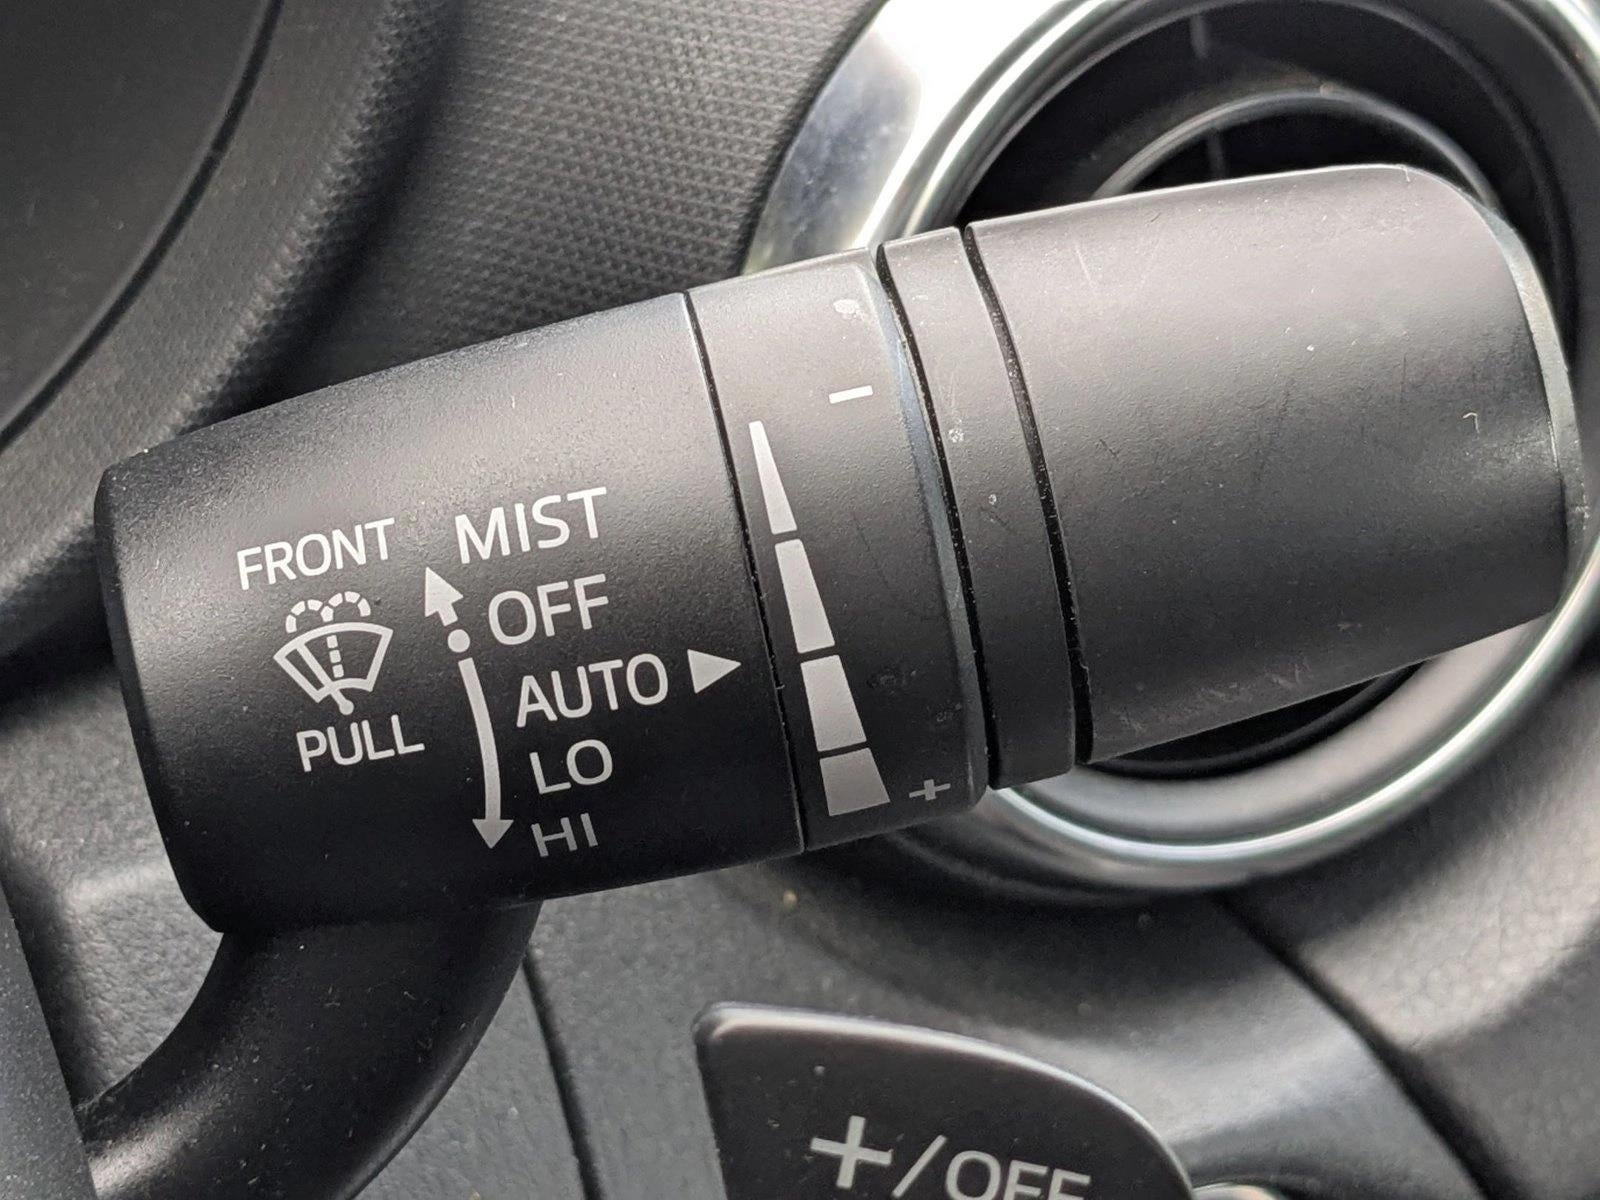 FRONT
PULL
MIST
OFF
AUTO
LO
HI
−
+
+/OFF